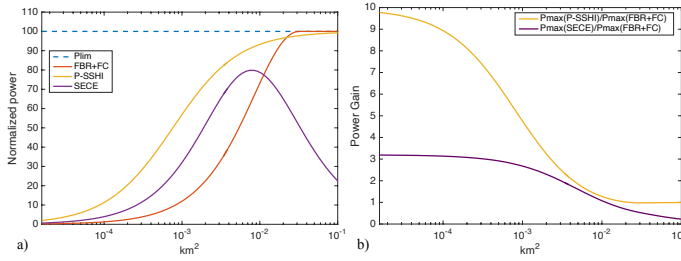 110
100
90
80
70
60
50
40
30
20
10
0
Normalized power
Plim
FBR+FC
P-SSHI
SECE
10-4
10-3
10-2
10-1
km2
a)
10
9
8
7
6
5
4
3
2
1
0
Power Gain
Pmax(P-SSHI)/Pmax(FBR+FC)
Pmax(SECE)/Pmax(FBR+FC)
10-4
10-3
10-2
10
km2
b)